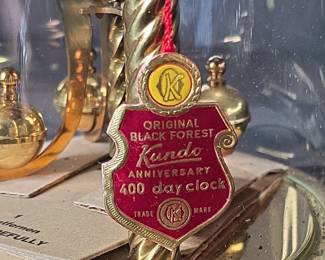 ORIGINAL
BLACK FOREST
Kundo
ANNIVERSARY
400 day clock
TRADE MARK